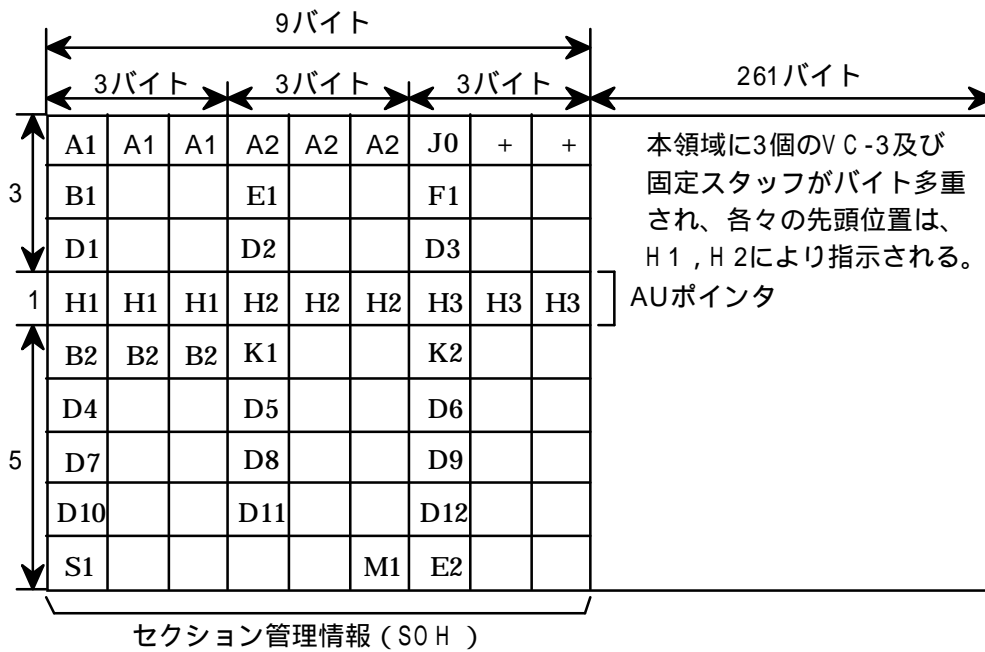 9バイト
3バイト 3バイト 3バイト 261バイト
A1 A1 A1 A2 A2 A2 J0 + +
3 B1 E1 F1
D1 D2 D3
本領域に3個のVC-3及び
固定スタッフがバイト多重
され、各々の先頭位置は、
H1,H2により指示される。
1 H1 H1 H1 H2 H2 H2 H3 H3 H3 AUポインタ
B2 B2 B2 K1 K2
D4 D5 D6
5 D7 D8 D9
D10 D11 D12
S1 M1 E2
セクション管理情報(SOH )